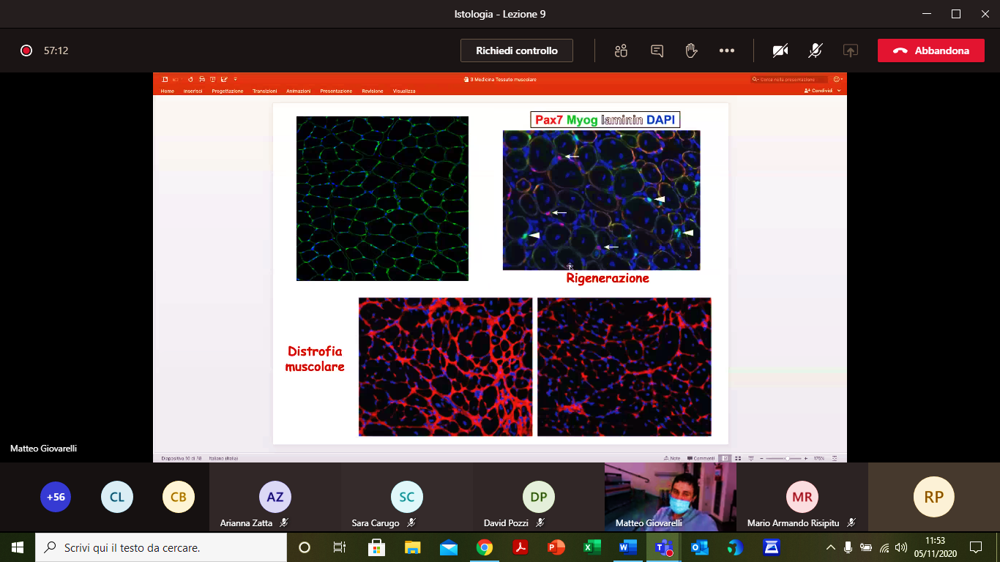 Istologia - Lezione 9
57:12
Richiedi controllo
Abbandona
3 Medicina Tessuto muscolare
Cerca nella presentazione
Home Inserisci Progettazione Transizioni Animazioni Presentazione Revisione Visualizza
Condividi
Pax7 Myog laminin DAPI
Rigenerazione
Distrofia
muscolare
Matteo Giovarelli
Diapositiva 10 di 38 Italiano (Italia)
Note Commenti 175%
+56 CL CB AZ SC DP MR RP
Arianna Zatta Sara Carugo David Pozzi Matteo Giovarelli Mario Armando Risipitu
Scrivi qui il testo da cercare.
11:53
05/11/2020